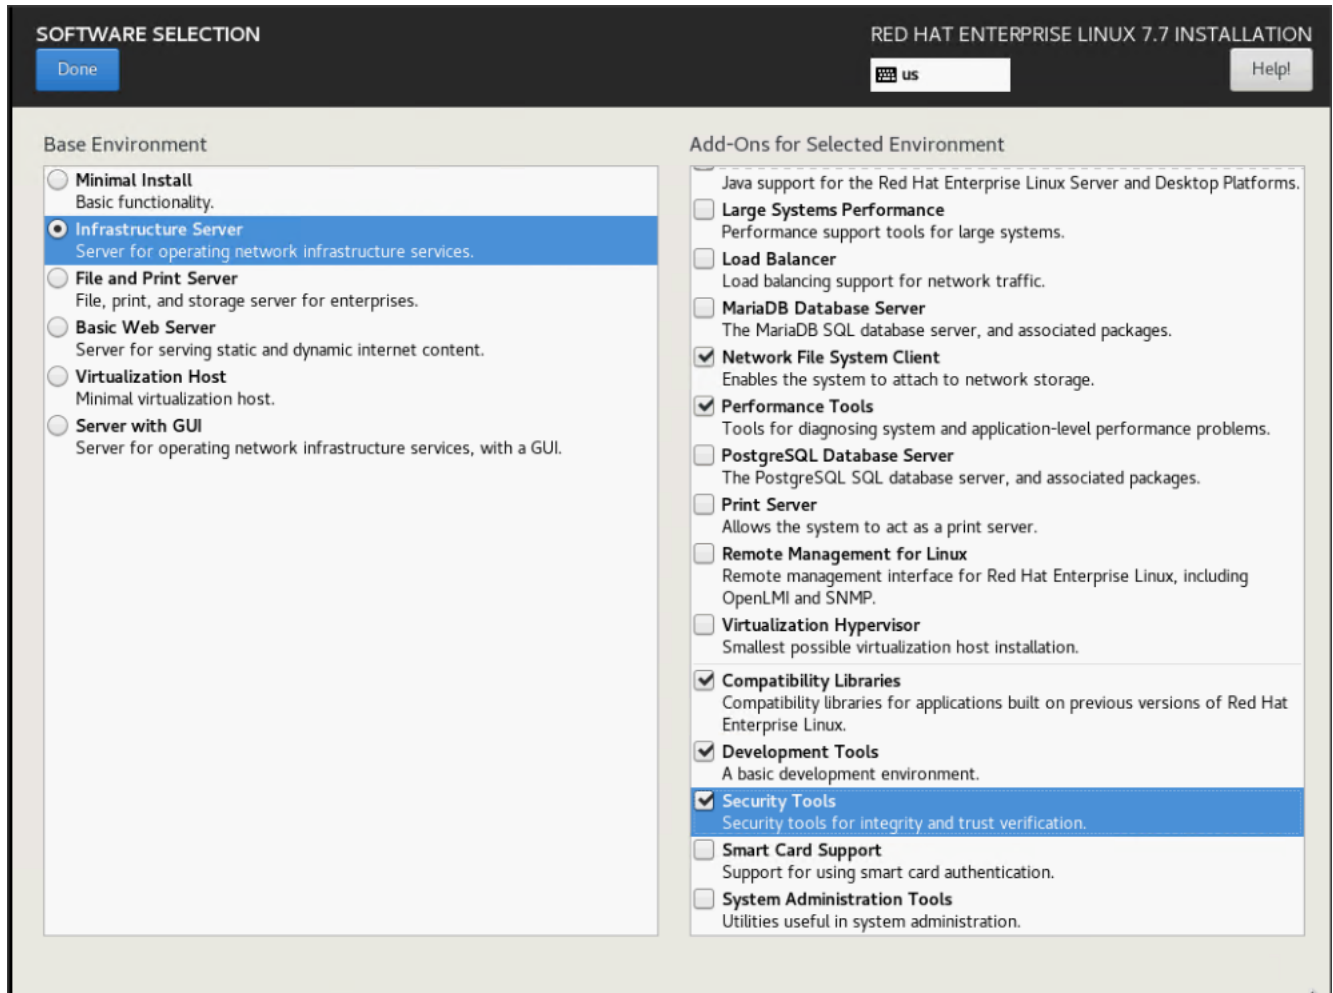 SOFTWARE SELECTION
Done
RED HAT ENTERPRISE LINUX 7.7 INSTALLATION
us
Help!
Base Environment
Minimal Install
Basic functionality.
Infrastructure Server
Server for operating network infrastructure services.
File and Print Server
File, print, and storage server for enterprises.
Basic Web Server
Server for serving static and dynamic internet content.
Virtualization Host
Minimal virtualization host.
Server with GUI
Server for operating network infrastructure services, with a GUI.
Add-Ons for Selected Environment
Java support for the Red Hat Enterprise Linux Server and Desktop Platforms.
Large Systems Performance
Performance support tools for large systems.
Load Balancer
Load balancing support for network traffic.
MariaDB Database Server
The MariaDB SQL database server, and associated packages.
Network File System Client
Enables the system to attach to network storage.
Performance Tools
Tools for diagnosing system and application-level performance problems.
PostgreSQL Database Server
The PostgreSQL SQL database server, and associated packages.
Print Server
Allows the system to act as a print server.
Remote Management for Linux
Remote management interface for Red Hat Enterprise Linux, including
OpenLMI and SNMP.
Virtualization Hypervisor
Smallest possible virtualization host installation.
Compatibility Libraries
Compatibility libraries for applications built on previous versions of Red Hat
Enterprise Linux.
Development Tools
A basic development environment.
Security Tools
Security tools for integrity and trust verification.
Smart Card Support
Support for using smart card authentication.
System Administration Tools
Utilities useful in system administration.